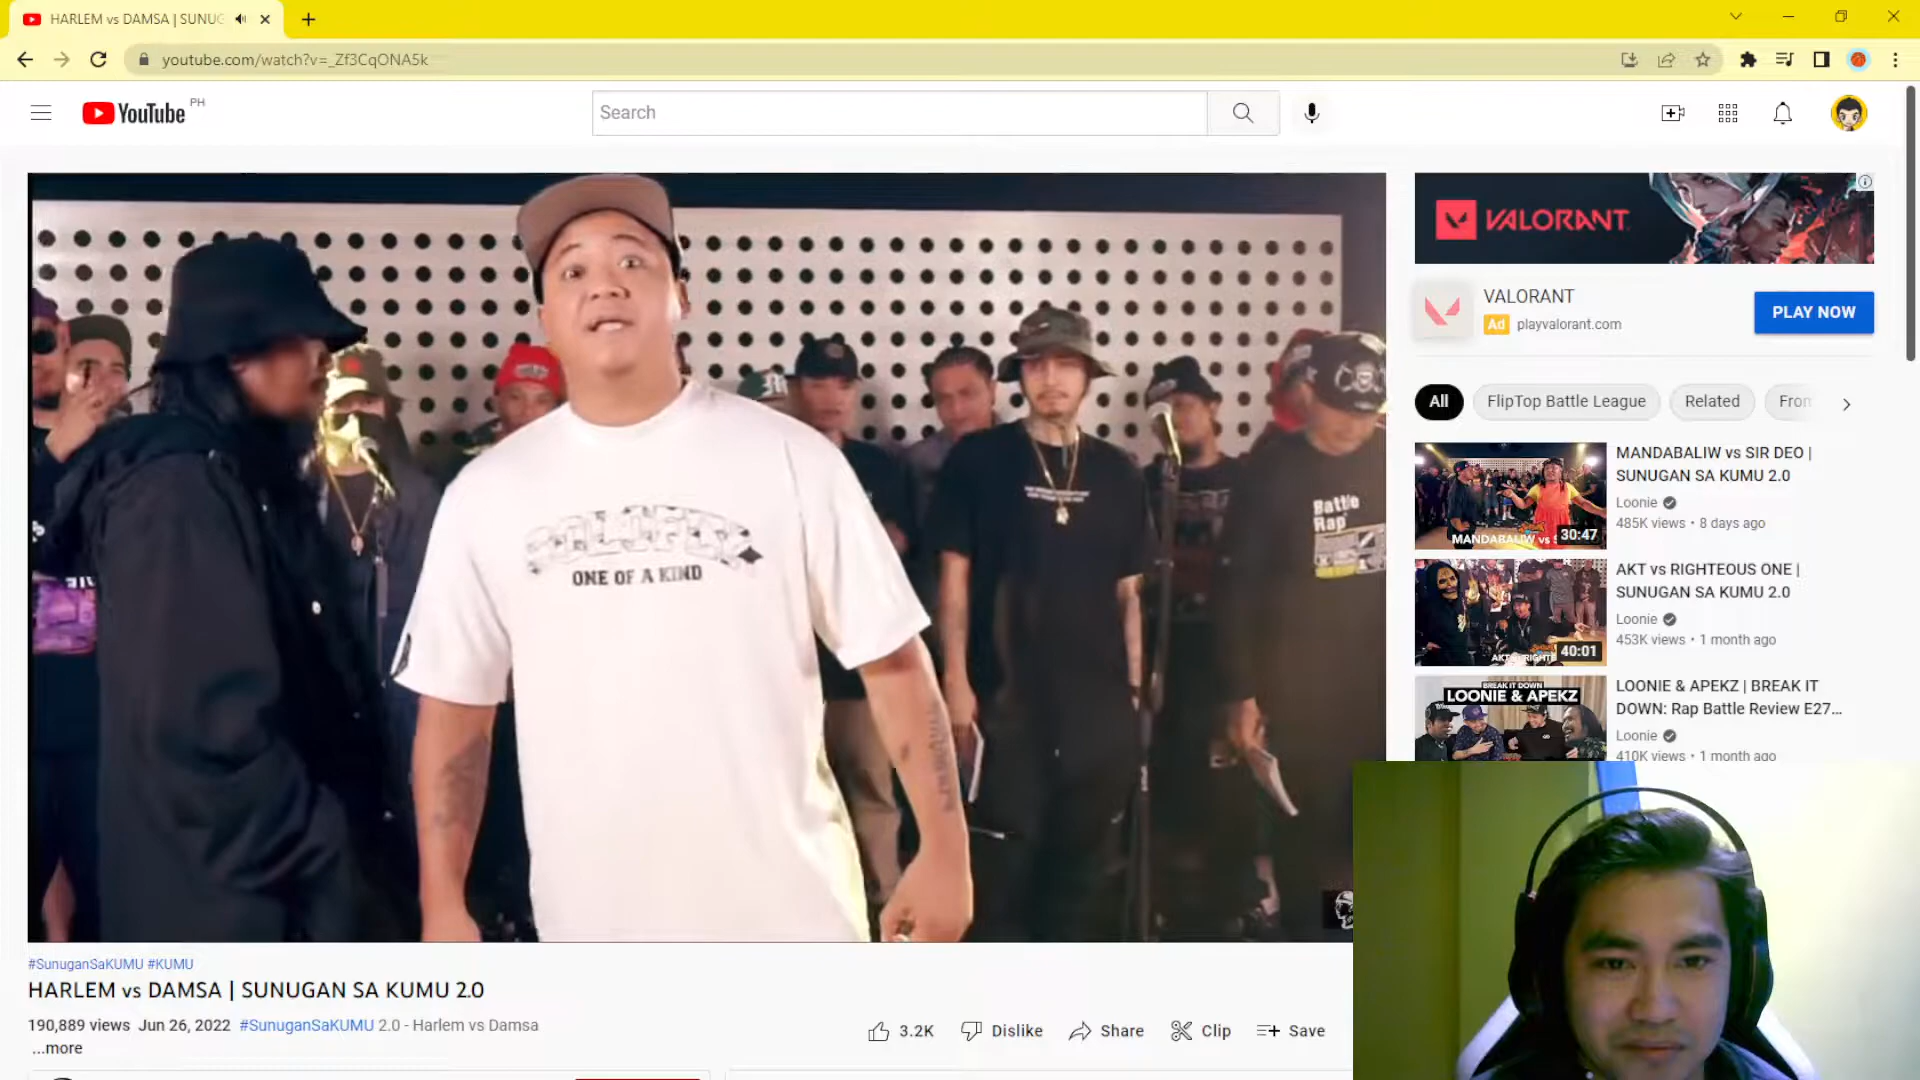 HARLEM vs DAMSA | SUNUG
youtube.com/watch?v=_Zf3CqONA5k
YouTube PH
Search
VALORANT
VALORANT
Ad playvalorant.com
PLAY NOW
All FlipTop Battle League Related From
ONE OF A KIND
Battle
Rap
MANDABALIW vs SIR DEO |
SUNUGAN SA KUMU 2.0
Loonie
485K views • 8 days ago
MANDABALIW vs
30:47
AKT vs RIGHTEOUS ONE |
SUNUGAN SA KUMU 2.0
Loonie
453K views • 1 month ago
40:01
BREAK IT DOWN
LOONIE & APEKZ
LOONIE & APEKZ | BREAK IT
DOWN: Rap Battle Review E27...
Loonie
410K views • 1 month ago
#SunuganSaKUMU #KUMU
HARLEM vs DAMSA | SUNUGAN SA KUMU 2.0
190,889 views Jun 26, 2022 #SunuganSaKUMU 2.0 - Harlem vs Damsa
...more
3.2K Dislike Share Clip Save